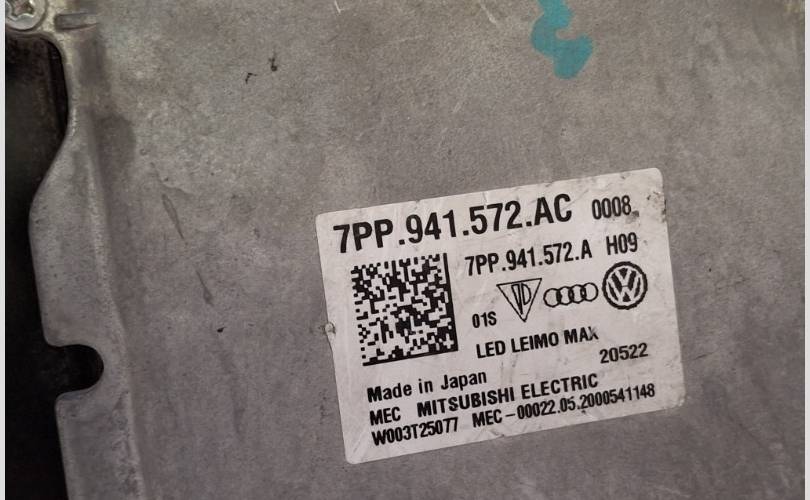 7PP.941.572.AC 0008
7PP.941.572.A H09
01S
LED LEIMO MAX
20522
Made in Japan
MEC MITSUBISHI ELECTRIC
W003T25077 MEC-00022.05.2000541148